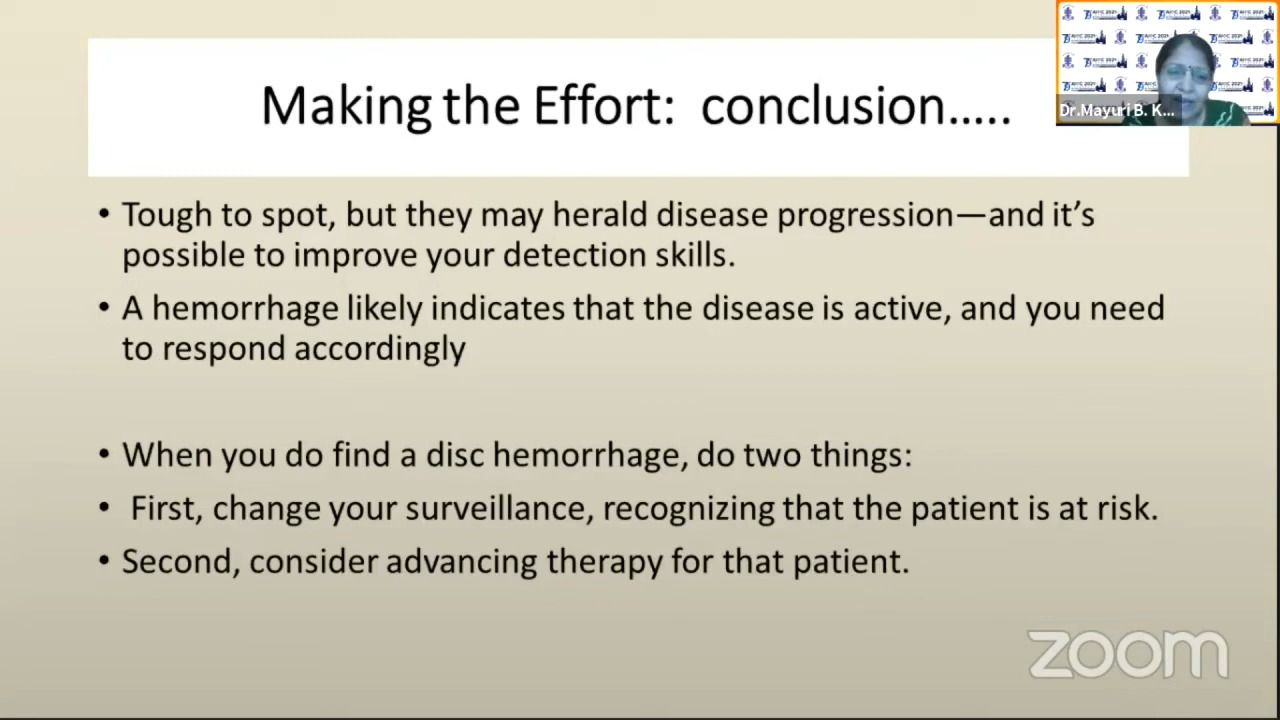 Making the Effort:  conclusion.....
Dr.Mayuri B. K...
• Tough to spot, but they may herald disease progression—and it’s
possible to improve your detection skills.
• A hemorrhage likely indicates that the disease is active, and you need
to respond accordingly
• When you do find a disc hemorrhage, do two things:
•  First, change your surveillance, recognizing that the patient is at risk.
• Second, consider advancing therapy for that patient.
zoom